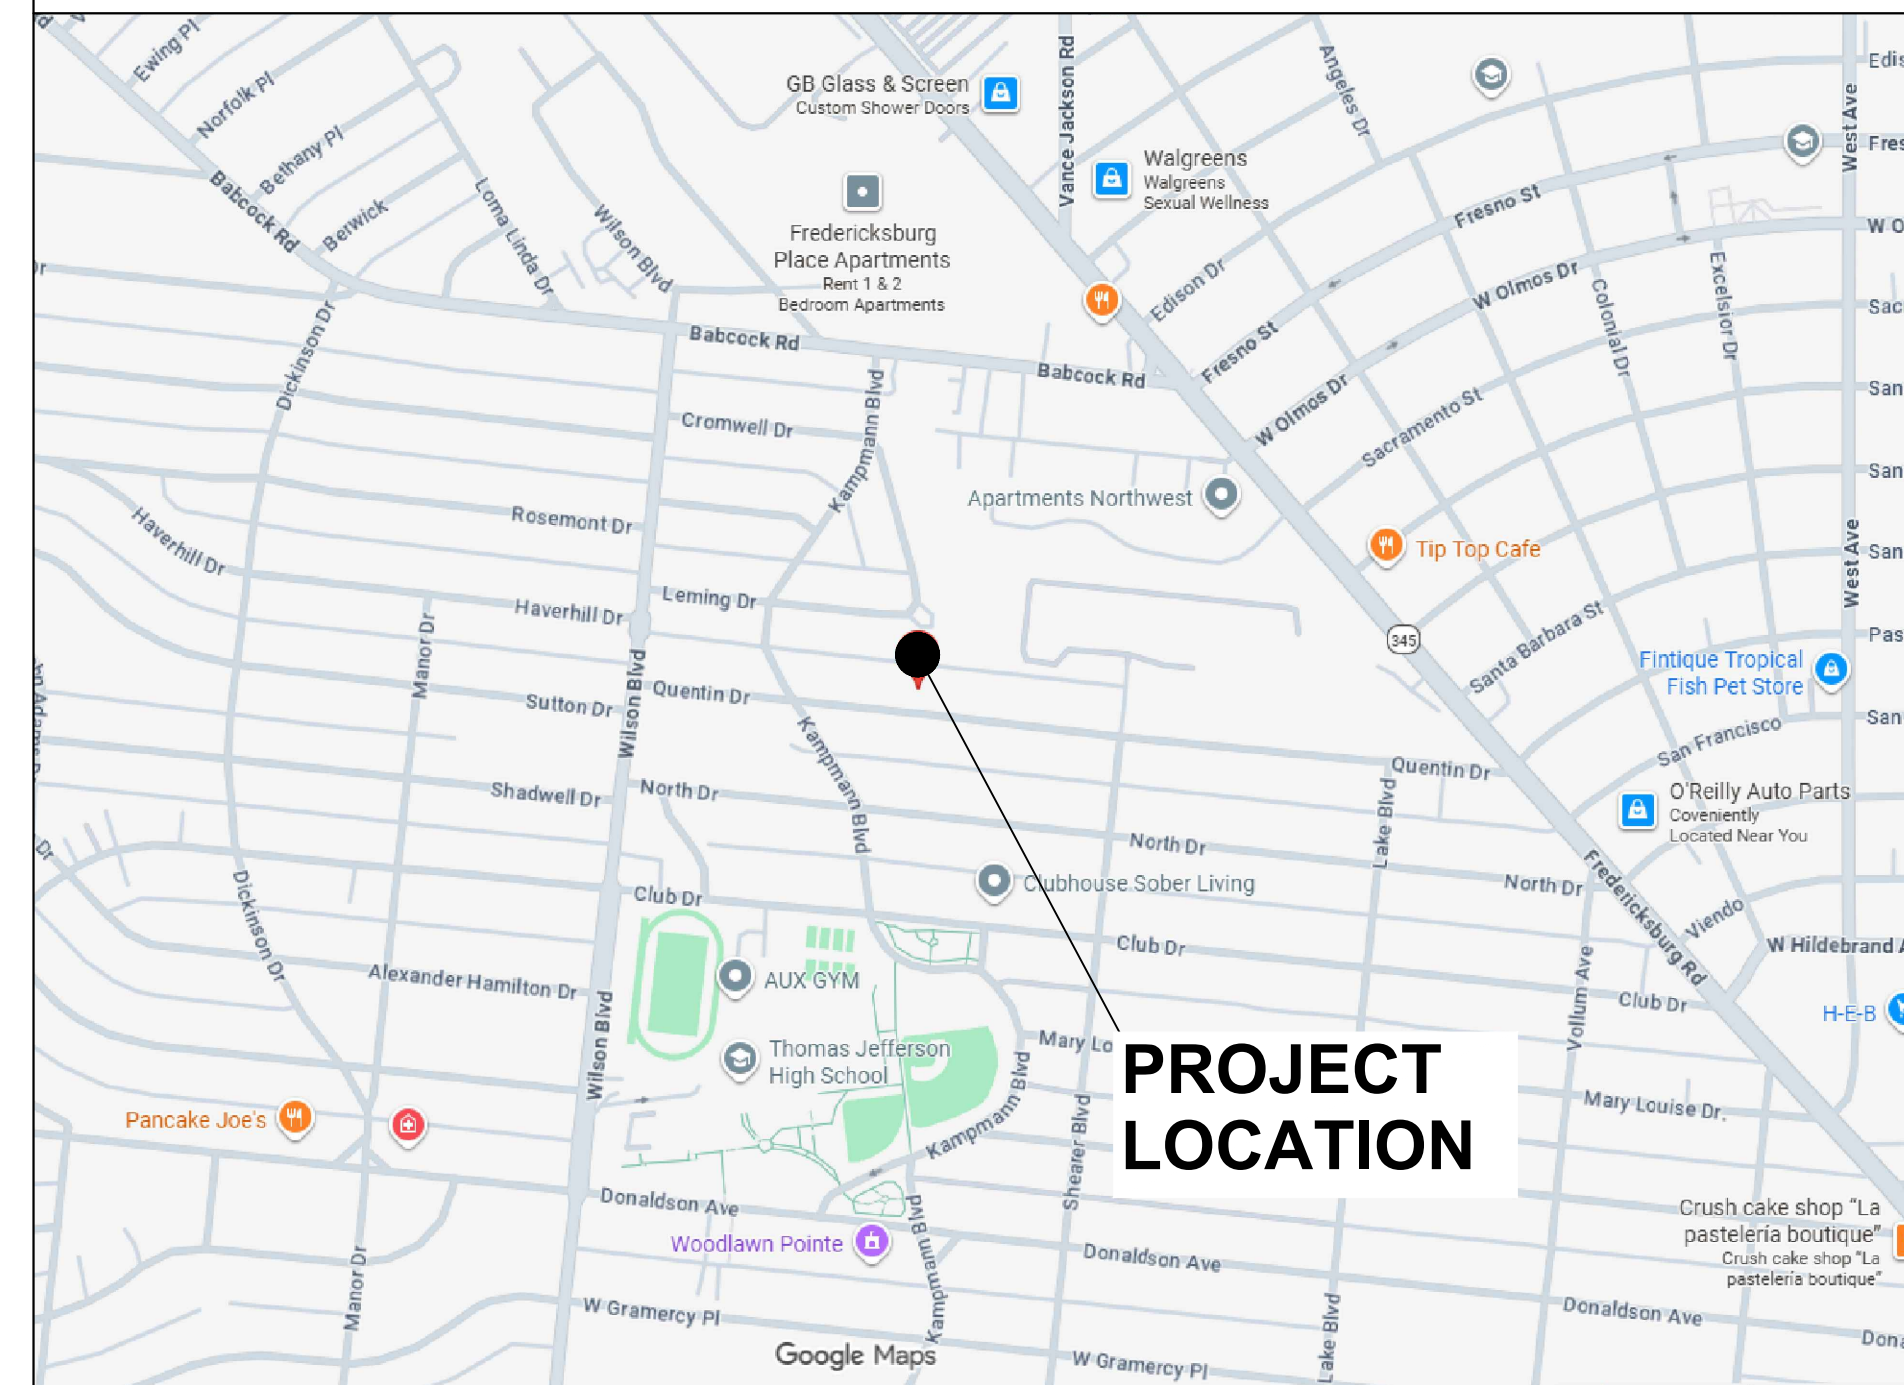 Ewing Pl
Norfolk Pl
Bethany Pl
Berwick
Babcock Rd
Loma Linda Dr
Wilson Blvd
GB Glass & Screen
Custom Shower Doors
Vance Jackson Rd
Walgreens
Walgreens
Sexual Wellness
Angeles Dr
West Ave
Fredericksburg
Place Apartments
Rent 1 & 2
Bedroom Apartments
Edison Dr
Fresno St
W Olmos Dr
Excelsior Dr
Colonial Dr
Dickinson Dr
Babcock Rd
Babcock Rd
Fresno St
W Olmos Dr
Sacramento St
Cromwell Dr
Kampmann Blvd
Rosemont Dr
Apartments Northwest
Tip Top Cafe
West Ave
Haverhill Dr
Haverhill Dr
Leming Dr
Manor Dr
345
Santa Barbara St
Fintique Tropical
Fish Pet Store
San Francisco
Sutton Dr
Wilson Blvd
Quentin Dr
Kampmann Blvd
Quentin Dr
Shadwell Dr
North Dr
Lake Blvd
O'Reilly Auto Parts
Coveniently
Located Near You
North Dr
North Dr
Fredericksburg Rd
Viendo
Clubhouse Sober Living
Club Dr
Dickinson Dr
Club Dr
W Hildebrand A
Alexander Hamilton Dr
AUX GYM
Vollum Ave
Club Dr
H-E-B
Wilson Blvd
Thomas Jefferson
High School
Mary Lo
PROJECT
LOCATION
Mary Louise Dr.
Pancake Joe's
Kampmann Blvd
Shearer Blvd
Donaldson Ave
Woodlawn Pointe
Kampmann Blvd
Donaldson Ave
Crush cake shop “La
pastelería boutique”
Crush cake shop “La
pastelería boutique”
Manor Dr
W Gramercy Pl
Lake Blvd
Donaldson Ave
Google Maps
W Gramercy Pl